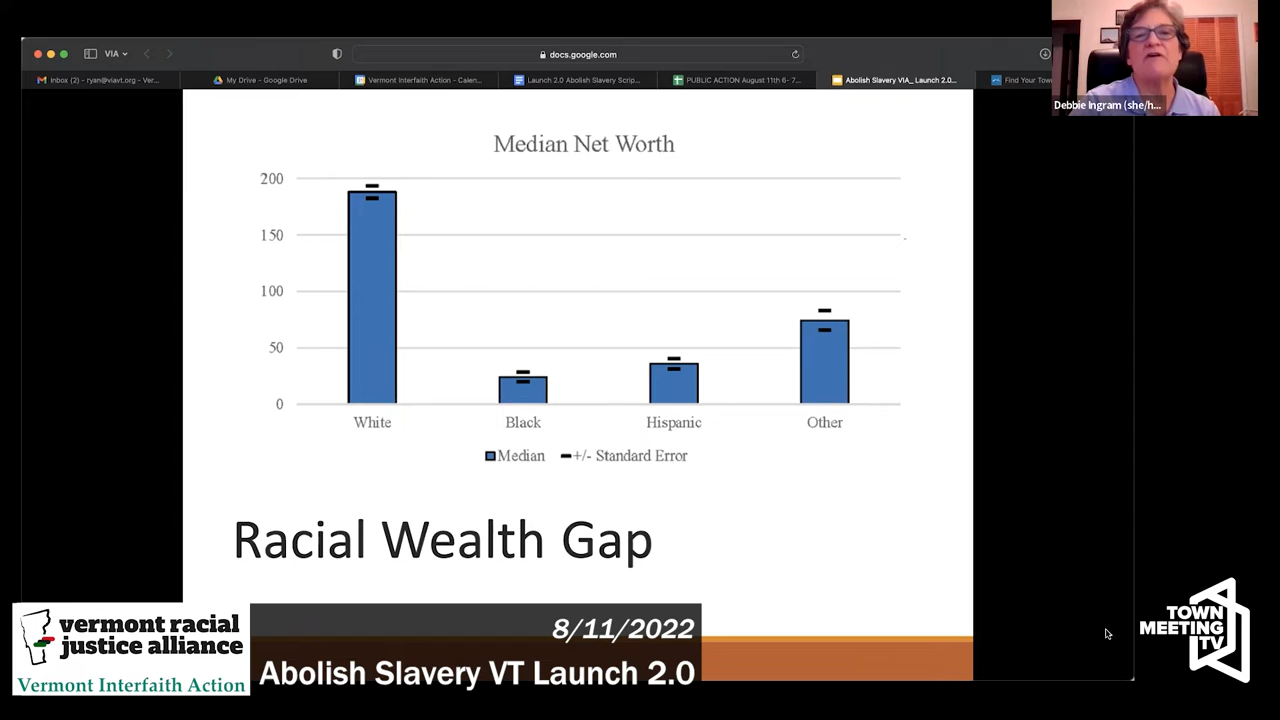 VIA
docs.google.com
Inbox (2) - ryan@viavt.org - Ver...
My Drive - Google Drive
Vermont Interfaith Action - Calen...
Launch 2.0 Abolish Slavery Scrip...
PUBLIC ACTION August 11th 6- 7...
Abolish Slavery VIA_ Launch 2.0...
Find Your Town
Debbie Ingram (she/h...
Median Net Worth
200
150
100
50
0
White Black Hispanic Other
Median +/- Standard Error
Racial Wealth Gap
vermont racial
justice alliance
Vermont Interfaith Action
8/11/2022
Abolish Slavery VT Launch 2.0
TOWN
MEETING
TV